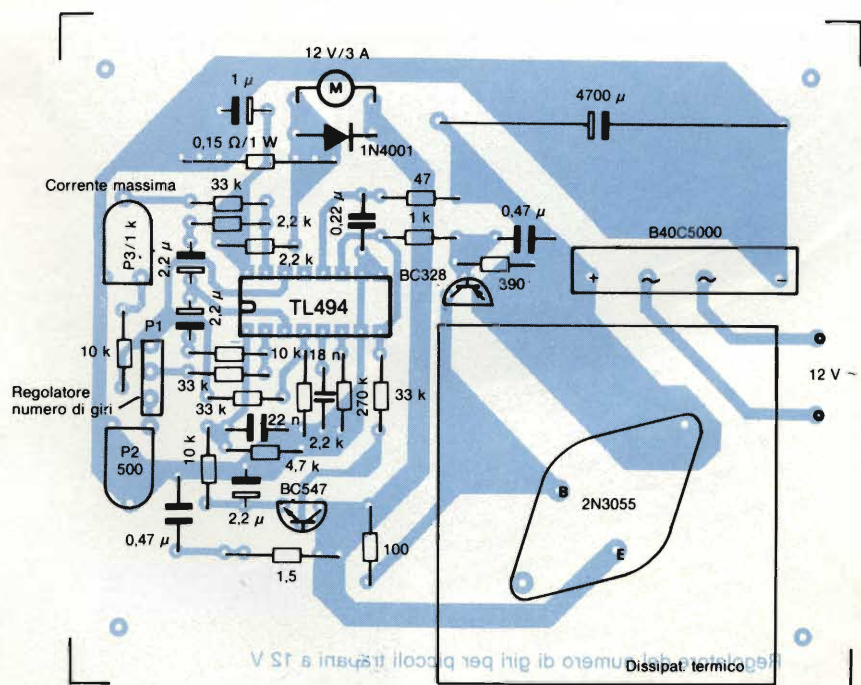 12 V/3 A
M
1 µ
4700 µ
1N4001
0,15 Ω/1 W
Corrente massima
33 k
47
2,2 k
0,22 µ
1 k
0,47 µ
P3/1 k
2,2 µ
2,2 k
B40C5000
BC328
390
+ ~ ~ −
TL494
2,2 µ
P1
10 k
10 k
18 n
12 V ~
33 k
270 k
33 k
Regolatore
numero di giri
33 k
22 n
2,2 k
P2
500
10 k
4,7 k
BC547
B
2N3055
2,2 µ
0,47 µ
100
E
1,5
Regolatore del numero di giri per piccoli trapani a 12 V
Dissipat. termico